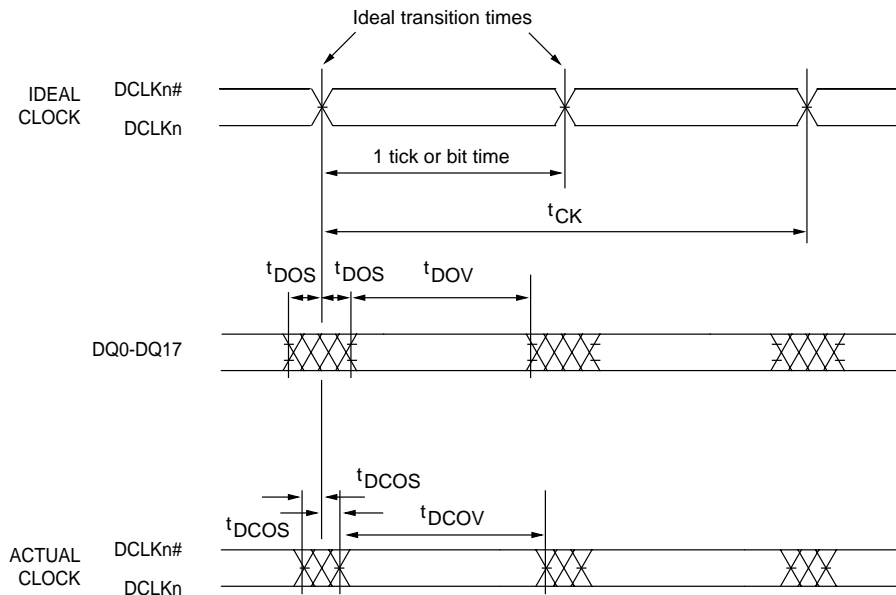 Ideal transition times
IDEAL
CLOCK
DCLKn#
DCLKn
1 tick or bit time
tCK
tDOS
tDOS
tDOV
DQ0-DQ17
tDCOS
tDCOS
tDCOV
ACTUAL
CLOCK
DCLKn#
DCLKn